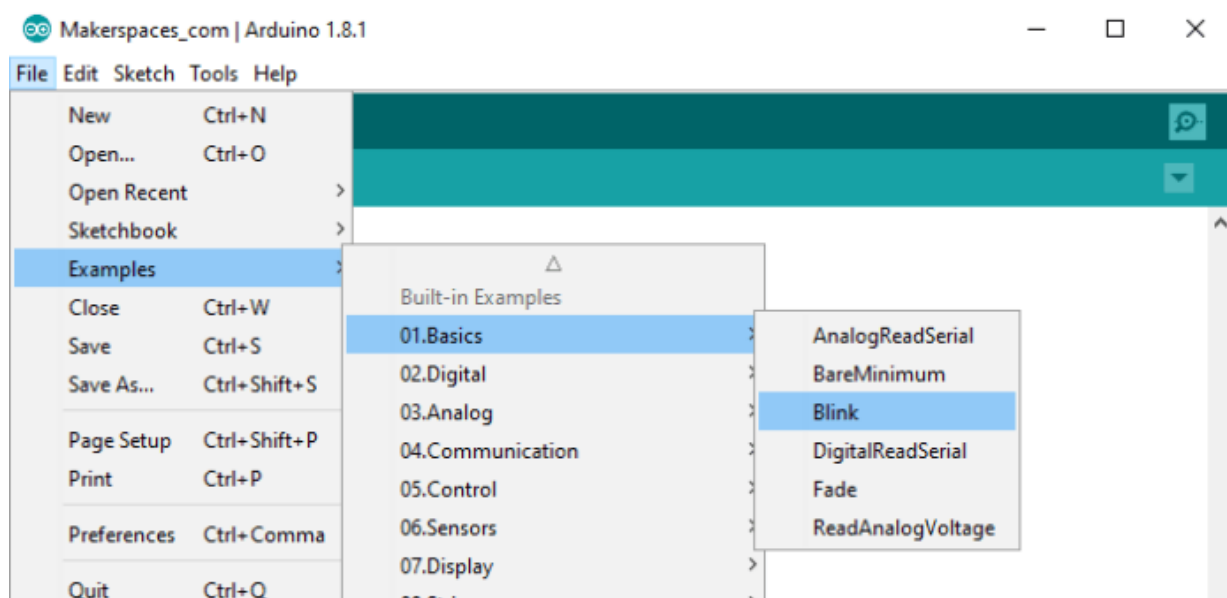 Makerspaces_com | Arduino 1.8.1
File Edit Sketch Tools Help
New Ctrl+N
Open... Ctrl+O
Open Recent
Sketchbook
Examples
Close Ctrl+W
Save Ctrl+S
Save As... Ctrl+Shift+S
Page Setup Ctrl+Shift+P
Print Ctrl+P
Preferences Ctrl+Comma
Quit Ctrl+Q
Built-in Examples
01.Basics
02.Digital
03.Analog
04.Communication
05.Control
06.Sensors
07.Display
AnalogReadSerial
BareMinimum
Blink
DigitalReadSerial
Fade
ReadAnalogVoltage